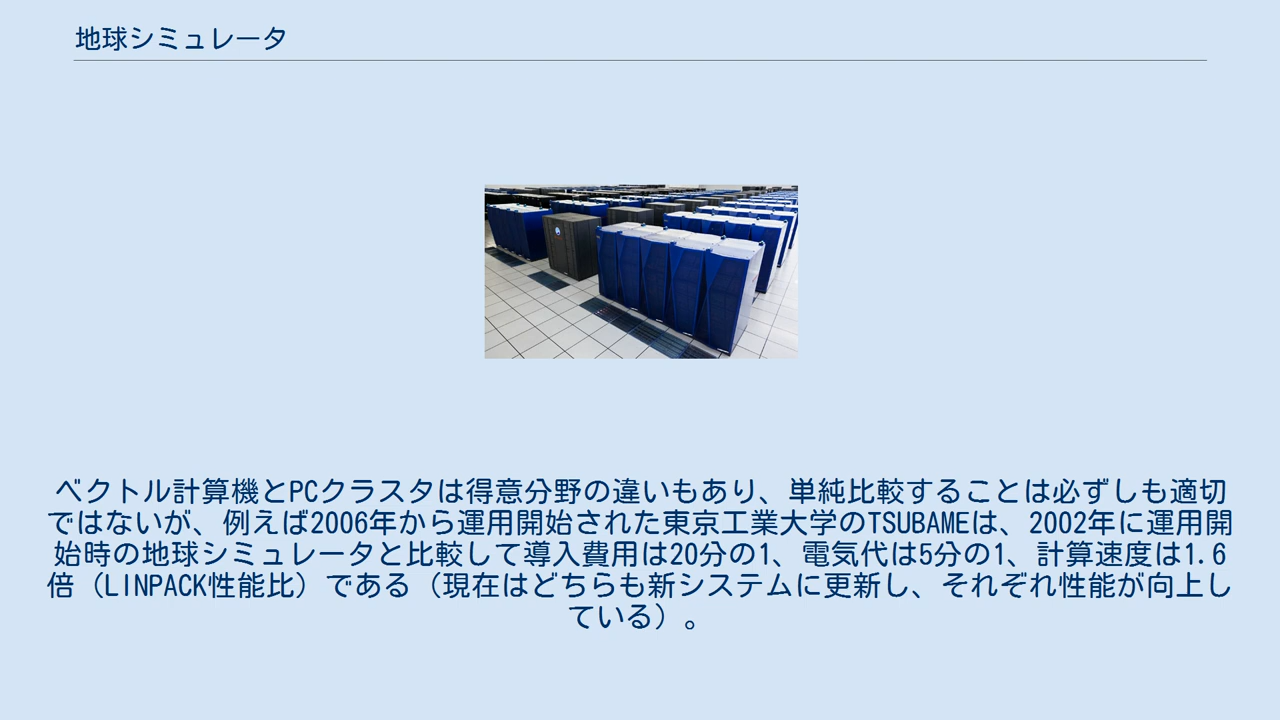 地球シミュレータ
ベクトル計算機とPCクラスタは得意分野の違いもあり、単純比較することは必ずしも適切
ではないが、例えば2006年から運用開始された東京工業大学のTSUBAMEは、2002年に運用開
始時の地球シミュレータと比較して導入費用は20分の1、電気代は5分の1、計算速度は1.6
倍（LINPACK性能比）である（現在はどちらも新システムに更新し、それぞれ性能が向上し
ている）。